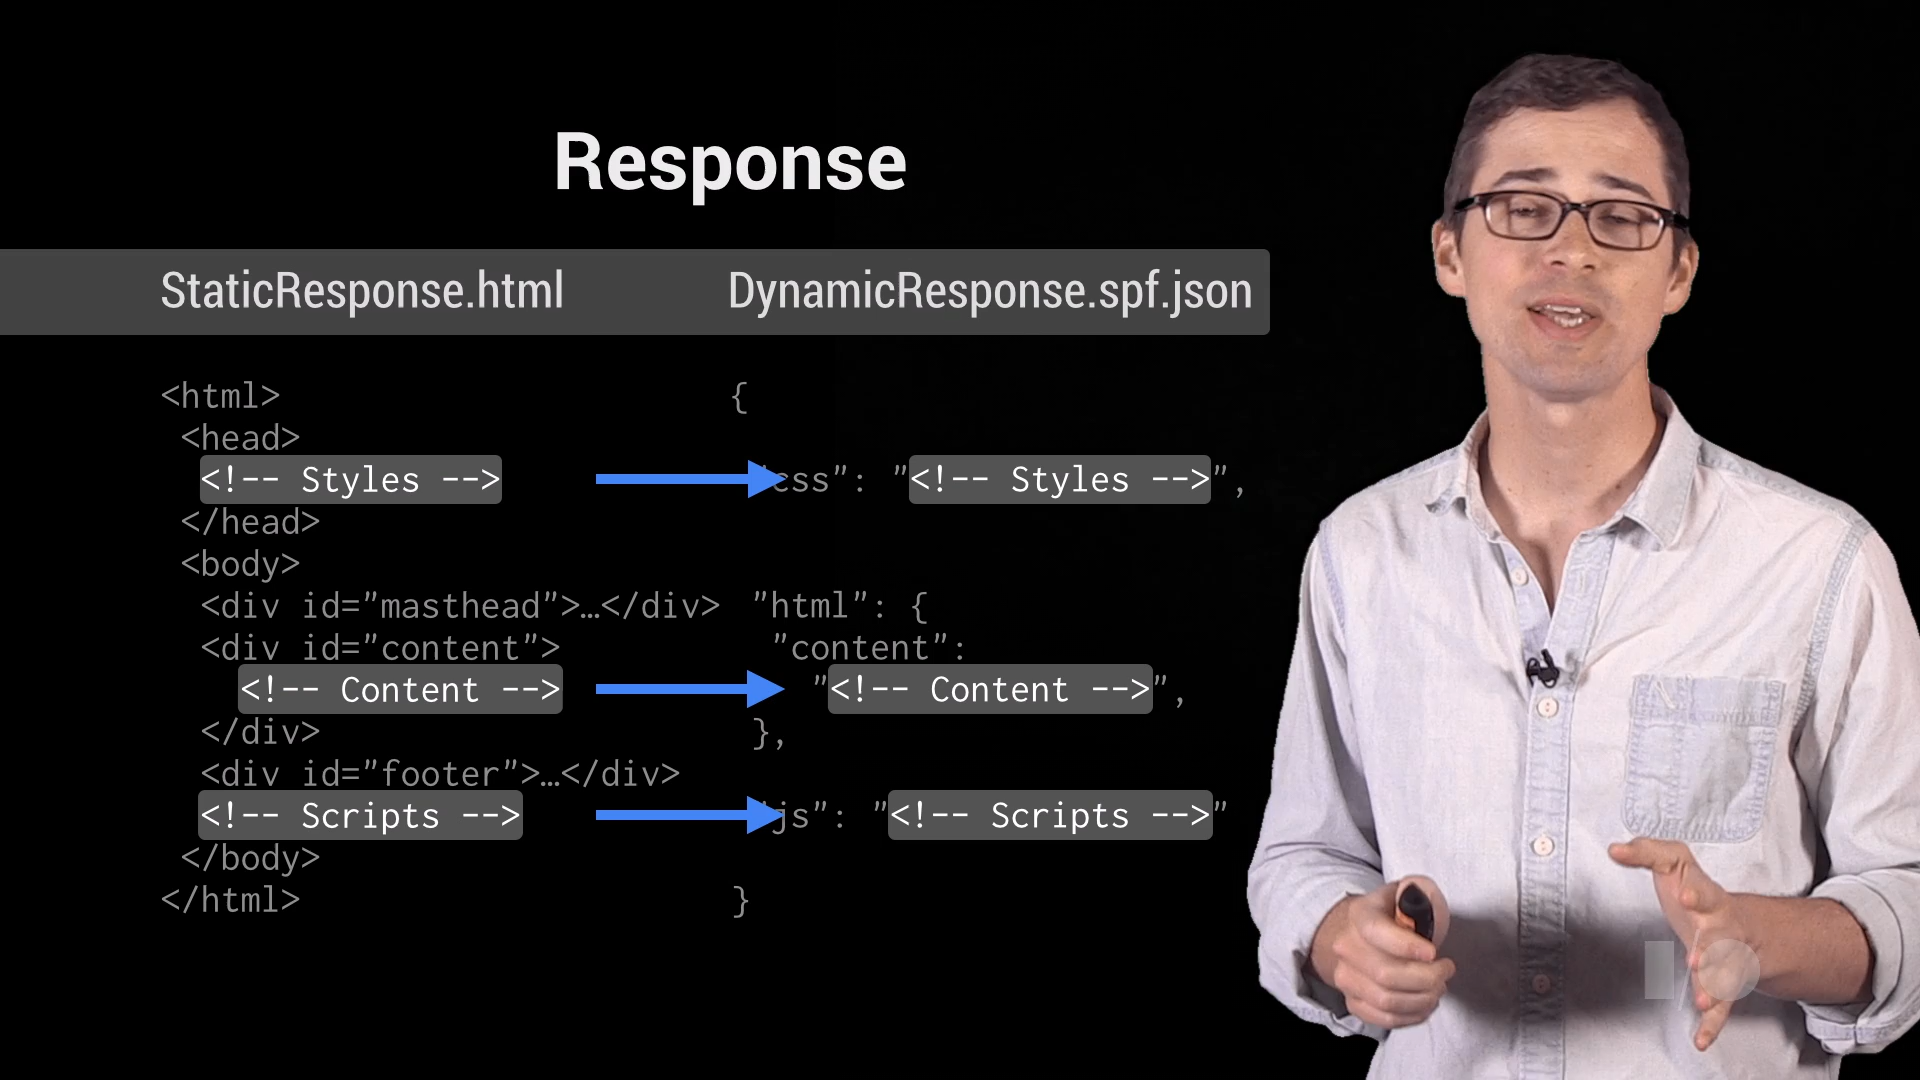 Response
StaticResponse.html
DynamicResponse.spf.json
<html>
<head>
<!-- Styles -->
</head>
<body>
<div id="masthead">…</div>
<div id="content">
<!-- Content -->
</div>
<div id="footer">…</div>
<!-- Scripts -->
</body>
</html>
{
"css": "<!-- Styles -->",
"html": {
"content":
"<!-- Content -->",
},
"js": "<!-- Scripts -->"
}
I/O